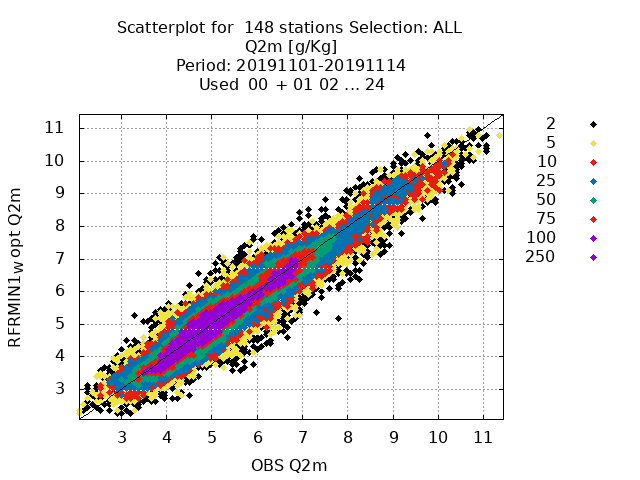 Scatterplot for 148 stations Selection: ALL
Q2m [g/Kg]
Period: 20191101-20191114
Used 00 + 01 02 ... 24
RFRMIN1w opt Q2m
11
10
9
8
7
6
5
4
3
3 4 5 6 7 8 9 10 11
OBS Q2m
2
5
10
25
50
75
100
250